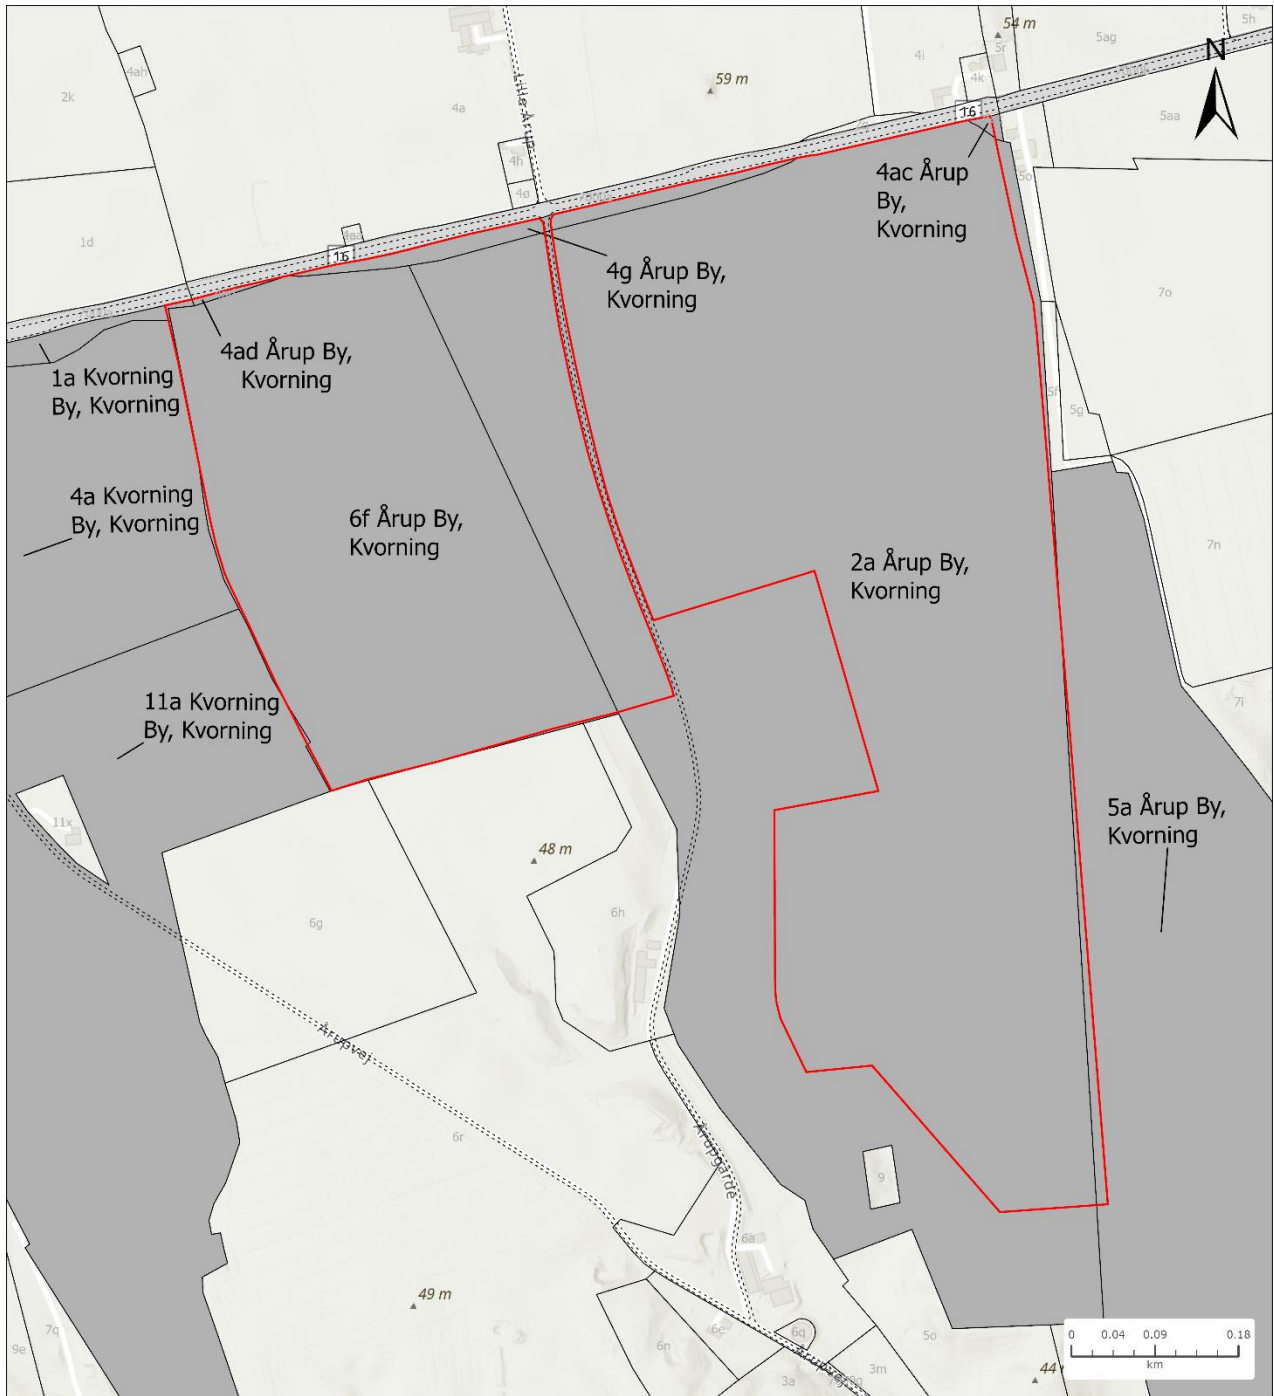 54 m
5h
5ag
5r
4i
N
4ah
2k
59 m
4k
4a
16
5aa
Lille Årup
4h
4ac Årup
By,
Kvorning
5o
4ø
4aa
1d
16
4g Årup By,
Kvorning
7o
4ad Årup By,
Kvorning
1a Kvorning
By, Kvorning
5f
5g
4a Kvorning
By, Kvorning
6f Årup By,
Kvorning
7n
2a Årup By,
Kvorning
11a Kvorning
By, Kvorning
7i
5a Årup By,
Kvorning
11x
48 m
6g
6h
Årupvej
6r
Årupgårde
9
6a
49 m
0 0.04 0.09 0.18
km
7q
9e
6n
6e
6q
5o
Årupvej
3m
3a
44